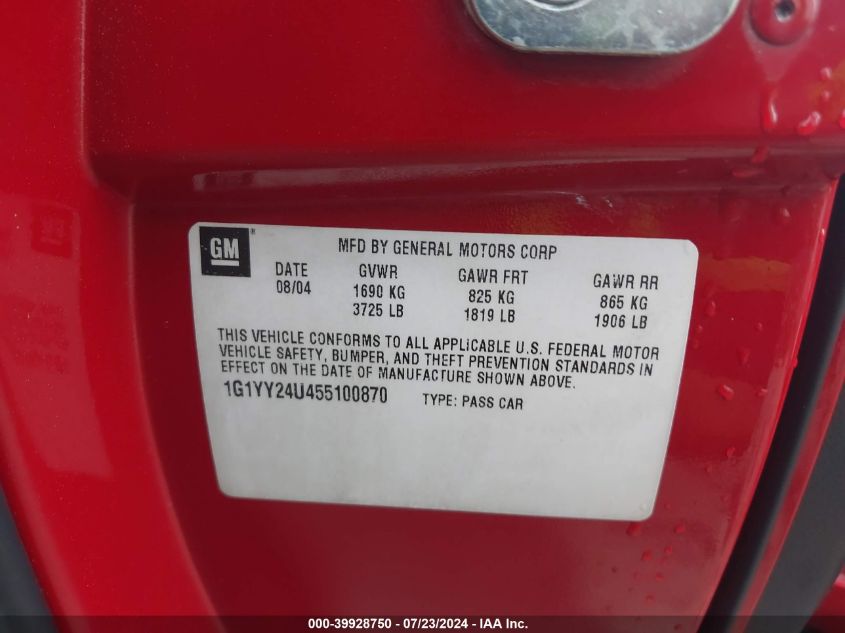 GM ®
MFD BY GENERAL MOTORS CORP
DATE GVWR GAWR FRT GAWR RR
08/04 1690 KG 825 KG 865 KG
3725 LB 1819 LB 1906 LB
THIS VEHICLE CONFORMS TO ALL APPLICABLE U.S. FEDERAL MOTOR
VEHICLE SAFETY, BUMPER, AND THEFT PREVENTION STANDARDS IN
EFFECT ON THE DATE OF MANUFACTURE SHOWN ABOVE.
1G1YY24U455100870 TYPE: PASS CAR
000-39928750 / 07/23/2024 - IAA Inc.